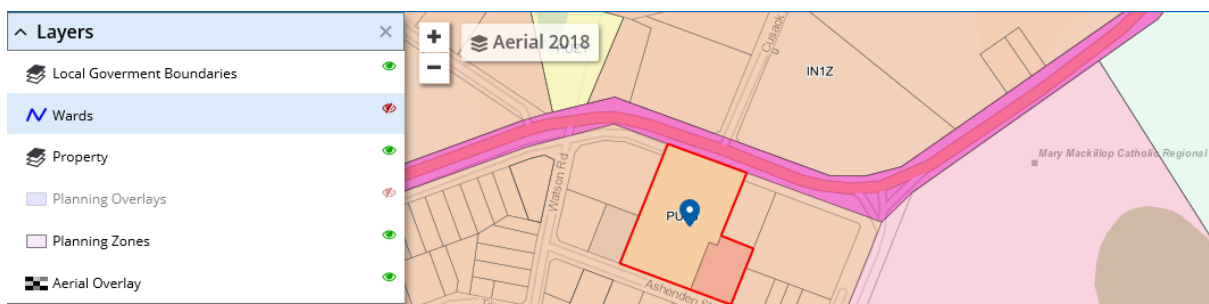 Layers
Local Goverment Boundaries
Wards
Property
Planning Overlays
Planning Zones
Aerial Overlay
+
−
Aerial 2018
Cusack
IN1Z
Watson Rd
Mary Mackillop Catholic Regional
Ashenden